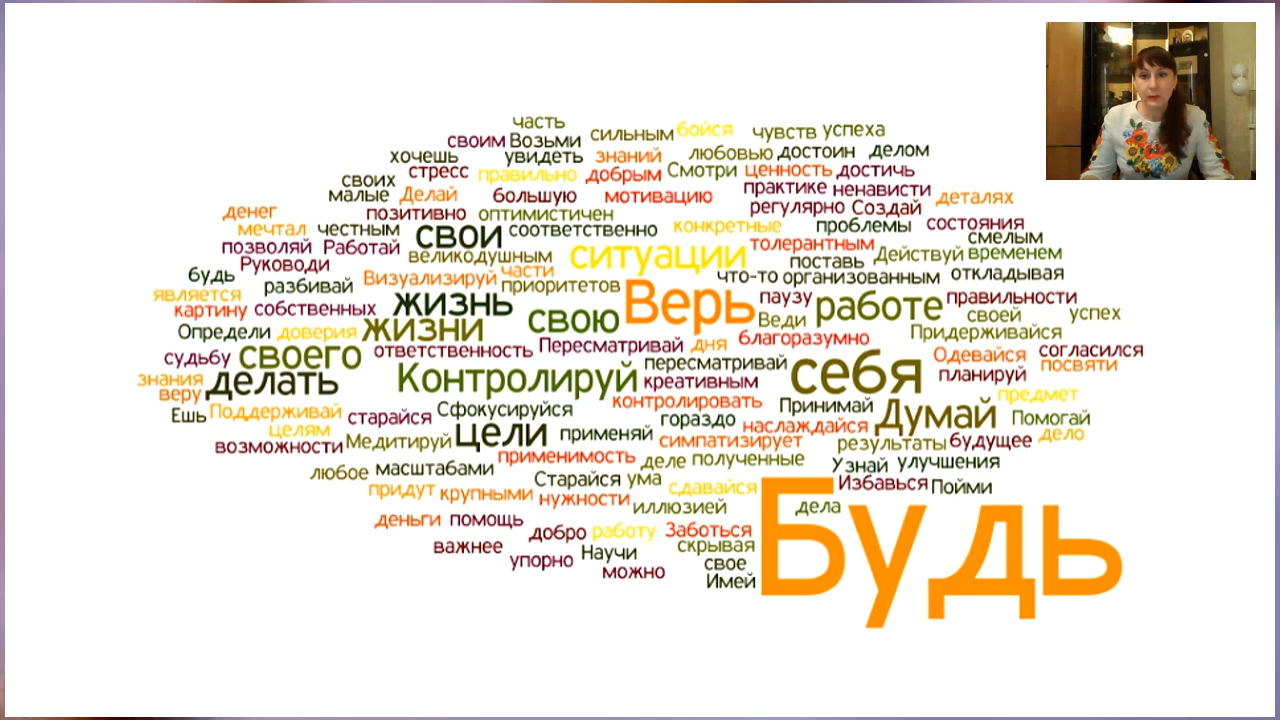 часть
своим Возьми сильным бойся чувств успеха
хочешь увидеть знаний любовью достоин делом
своих стресс правильно добрым Смотри ценность достичь
малые Делай большую мотивацию практике ненависти деталях
денег позитивно оптимистичен регулярно Создай
мечтал честным свои соответственно конкретные проблемы состояния
позволяй Работай великодушным ситуации толерантным Действуй смелым
Руководи части поставь временем
будь разбивай Визуализируй приоритетов что-то организованным откладывая
является собственных жизнь Верь паузу работе правильности
картину свою Веди своей успех
Определи доверия жизни благоразумно Придерживайся
судьбу своего ответственность Пересматривай дня Одевайся согласился
знания делать Контролируй пересматривай себя планируй посвяти
веру креативным предмет
Ешь Поддерживай старайся Сфокусируйся контролировать Принимай Думай Помогай
целям цели применяй гораздо наслаждайся
возможности Медитируй симпатизирует результаты будущее дело
любое масштабами применимость деле полученные Узнай улучшения
придут крупными Старайся ума сдавайся Избавься Пойми
нужности иллюзией Будь дела
деньги помощь добро работу Заботься
важнее упорно Научи скрывая
можно свое
Имей